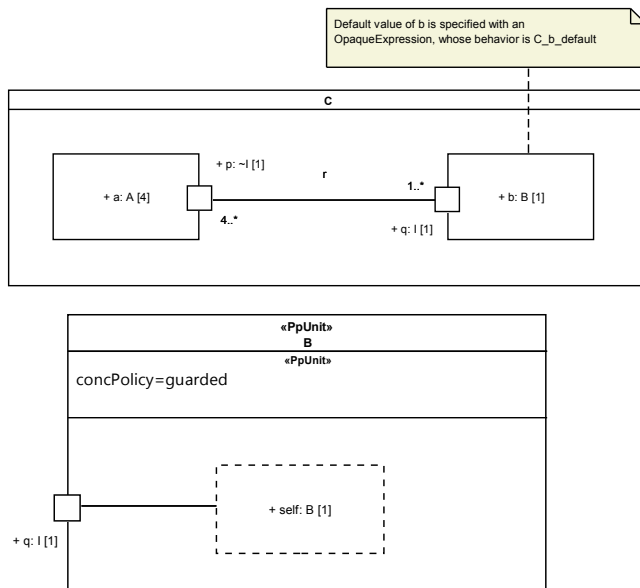 Default value of b is specified with an
OpaqueExpression, whose behavior is C_b_default
C
+ p: ~I [1]
r
+ a: A [4]
1..*
+ b: B [1]
4..*
+ q: I [1]
«PpUnit»
B
«PpUnit»
concPolicy=guarded
+ self: B [1]
+ q: I [1]